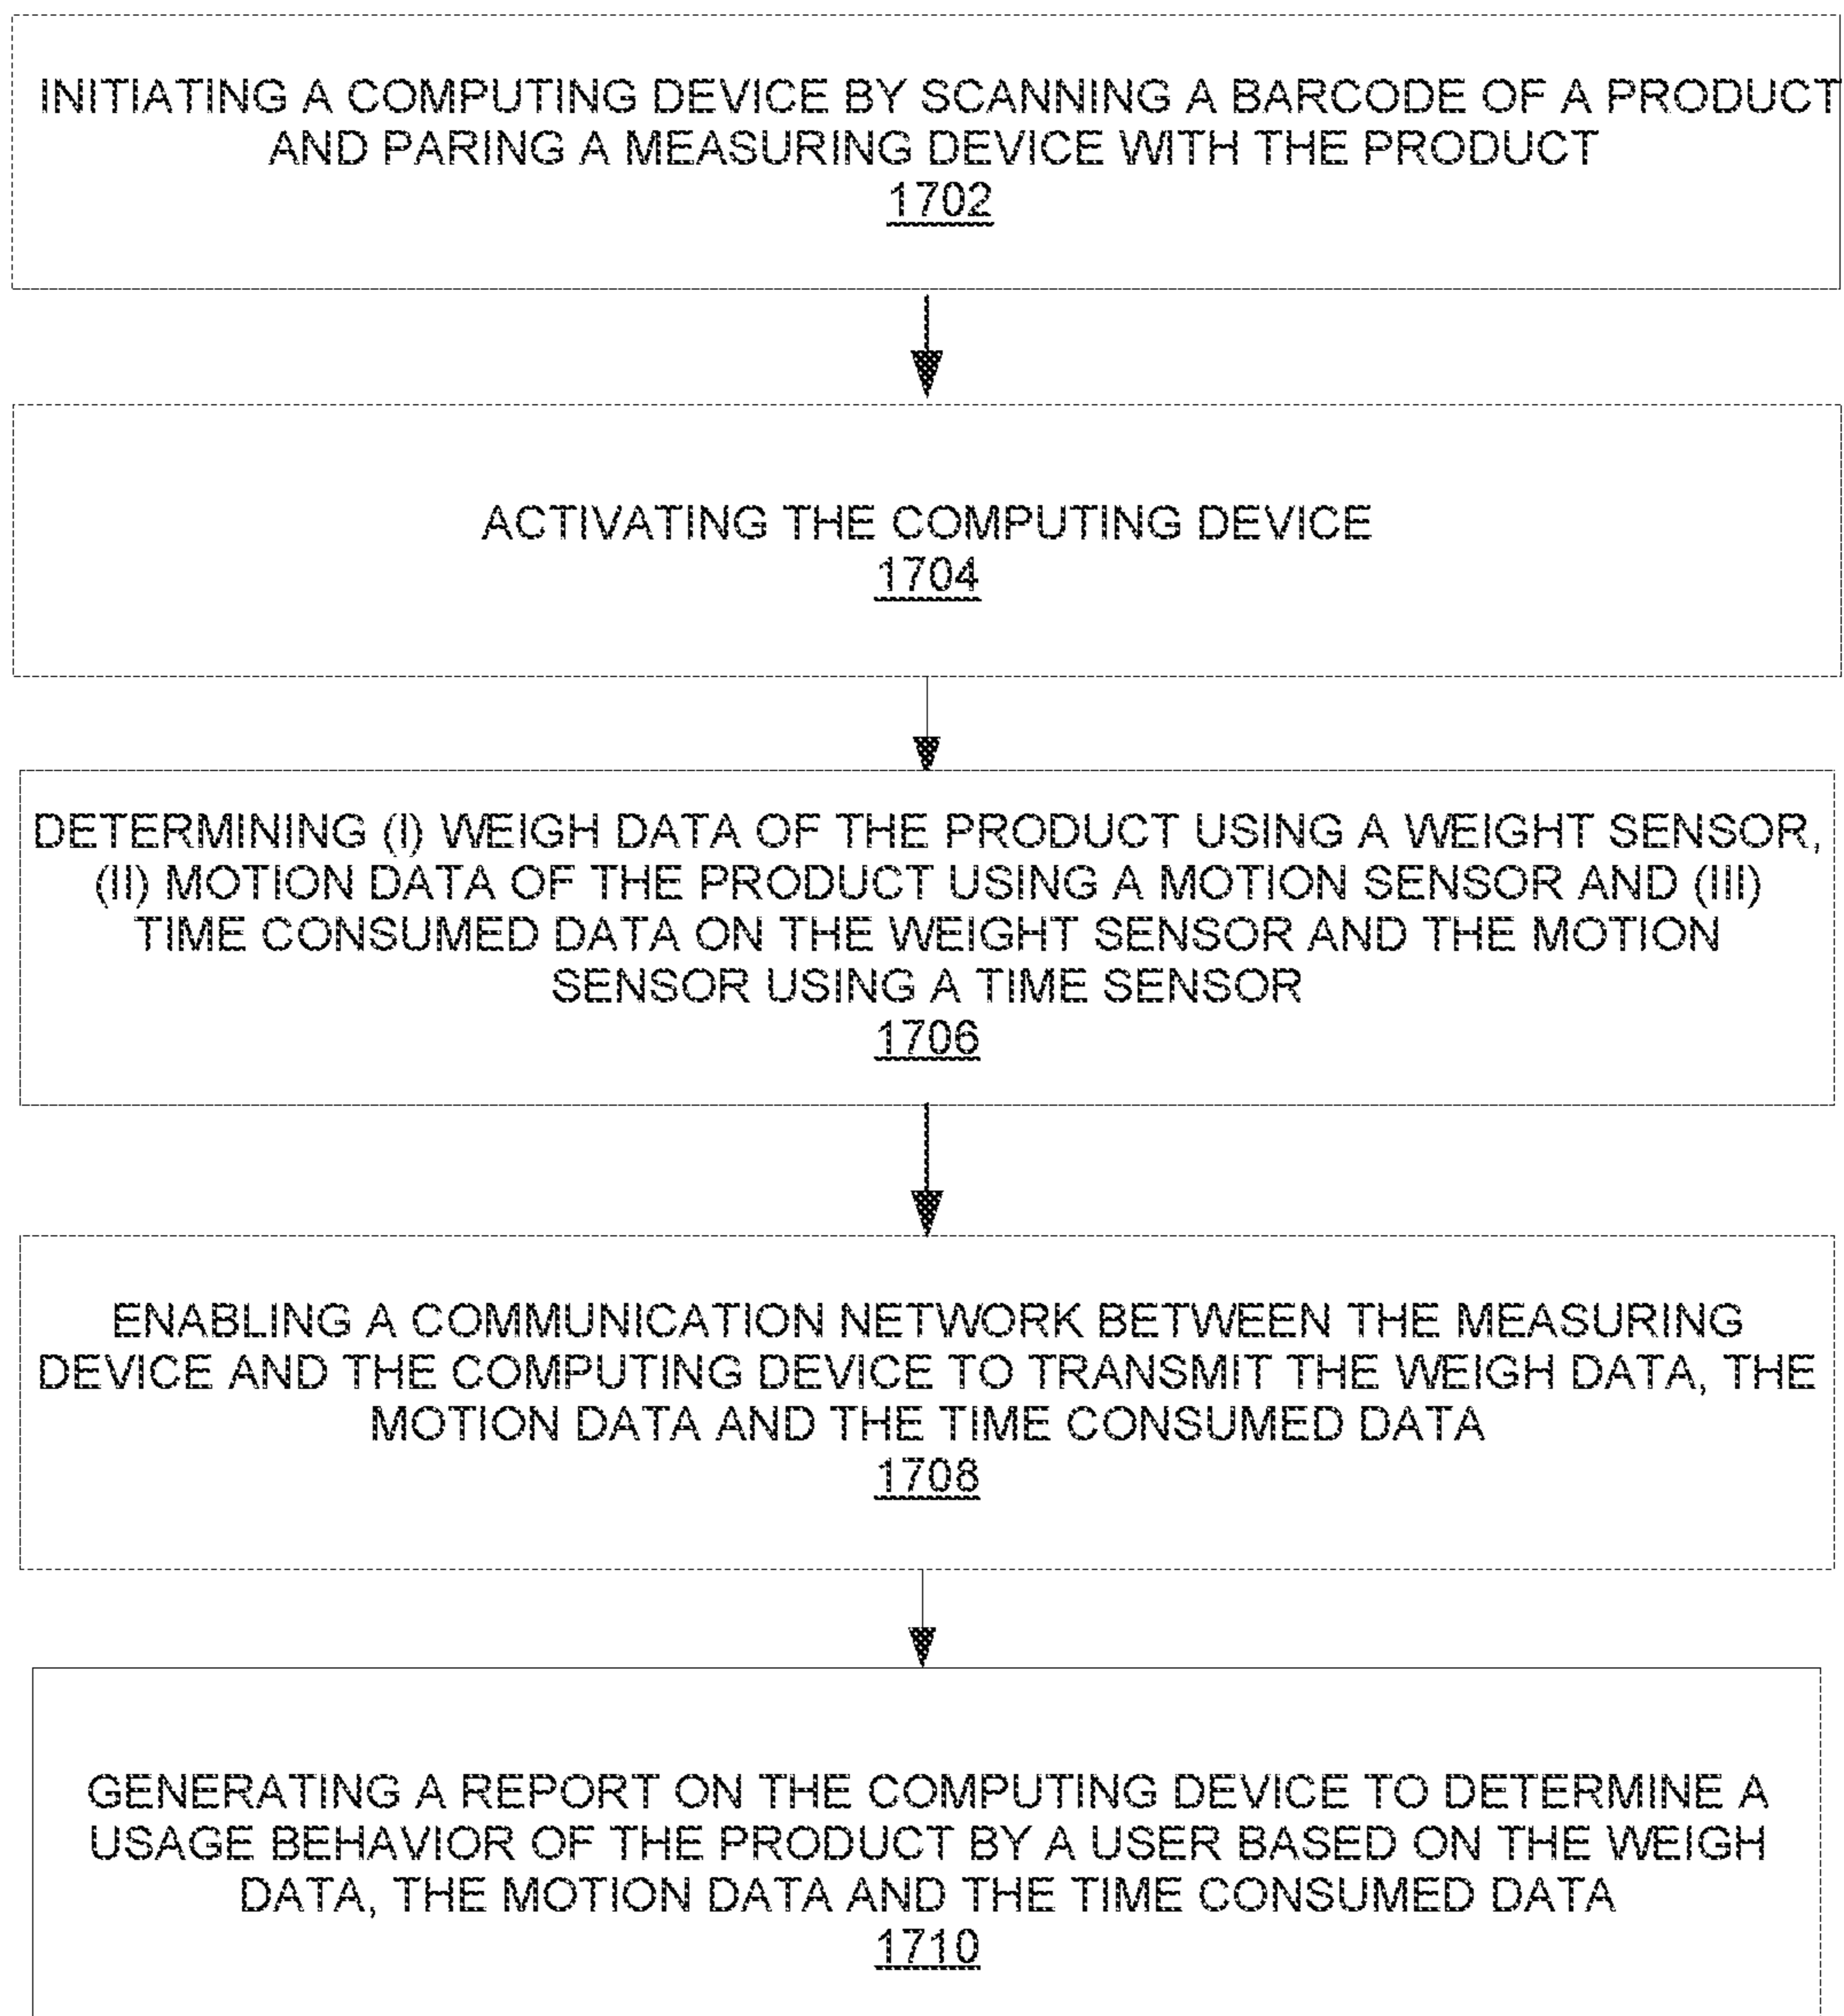 INITIATING A COMPUTING DEVICE BY SCANNING A BARCODE OF A PRODUCT
AND PARING A MEASURING DEVICE WITH THE PRODUCT
1702
ACTIVATING THE COMPUTING DEVICE
1704
DETERMINING (I) WEIGH DATA OF THE PRODUCT USING A WEIGHT SENSOR,
(II) MOTION DATA OF THE PRODUCT USING A MOTION SENSOR AND (III)
TIME CONSUMED DATA ON THE WEIGHT SENSOR AND THE MOTION
SENSOR USING A TIME SENSOR
1706
ENABLING A COMMUNICATION NETWORK BETWEEN THE MEASURING
DEVICE AND THE COMPUTING DEVICE TO TRANSMIT THE WEIGH DATA, THE
MOTION DATA AND THE TIME CONSUMED DATA
1708
GENERATING A REPORT ON THE COMPUTING DEVICE TO DETERMINE A
USAGE BEHAVIOR OF THE PRODUCT BY A USER BASED ON THE WEIGH
DATA, THE MOTION DATA AND THE TIME CONSUMED DATA
1710